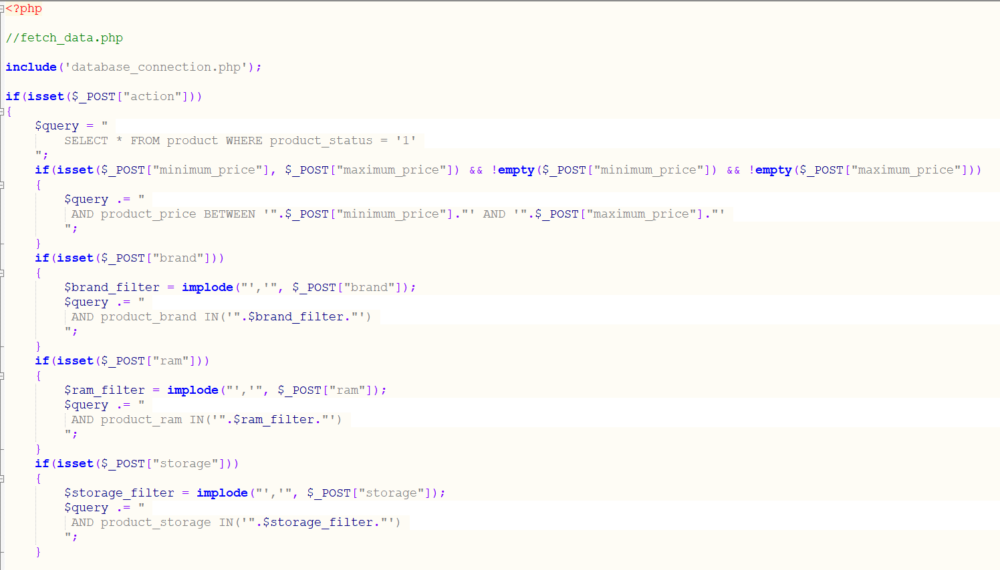 <?php
//fetch_data.php
include('database_connection.php');
if(isset($_POST["action"]))
{
$query = "
SELECT * FROM product WHERE product_status = '1'
";
if(isset($_POST["minimum_price"], $_POST["maximum_price"]) && !empty($_POST["minimum_price"]) && !empty($_POST["maximum_price"]))
{
$query .= "
AND product_price BETWEEN '".$_POST["minimum_price"]."' AND '".$_POST["maximum_price"]."'
";
}
if(isset($_POST["brand"]))
{
$brand_filter = implode("','", $_POST["brand"]);
$query .= "
AND product_brand IN('".$brand_filter."')
";
}
if(isset($_POST["ram"]))
{
$ram_filter = implode("','", $_POST["ram"]);
$query .= "
AND product_ram IN('".$ram_filter."')
";
}
if(isset($_POST["storage"]))
{
$storage_filter = implode("','", $_POST["storage"]);
$query .= "
AND product_storage IN('".$storage_filter."')
";
}